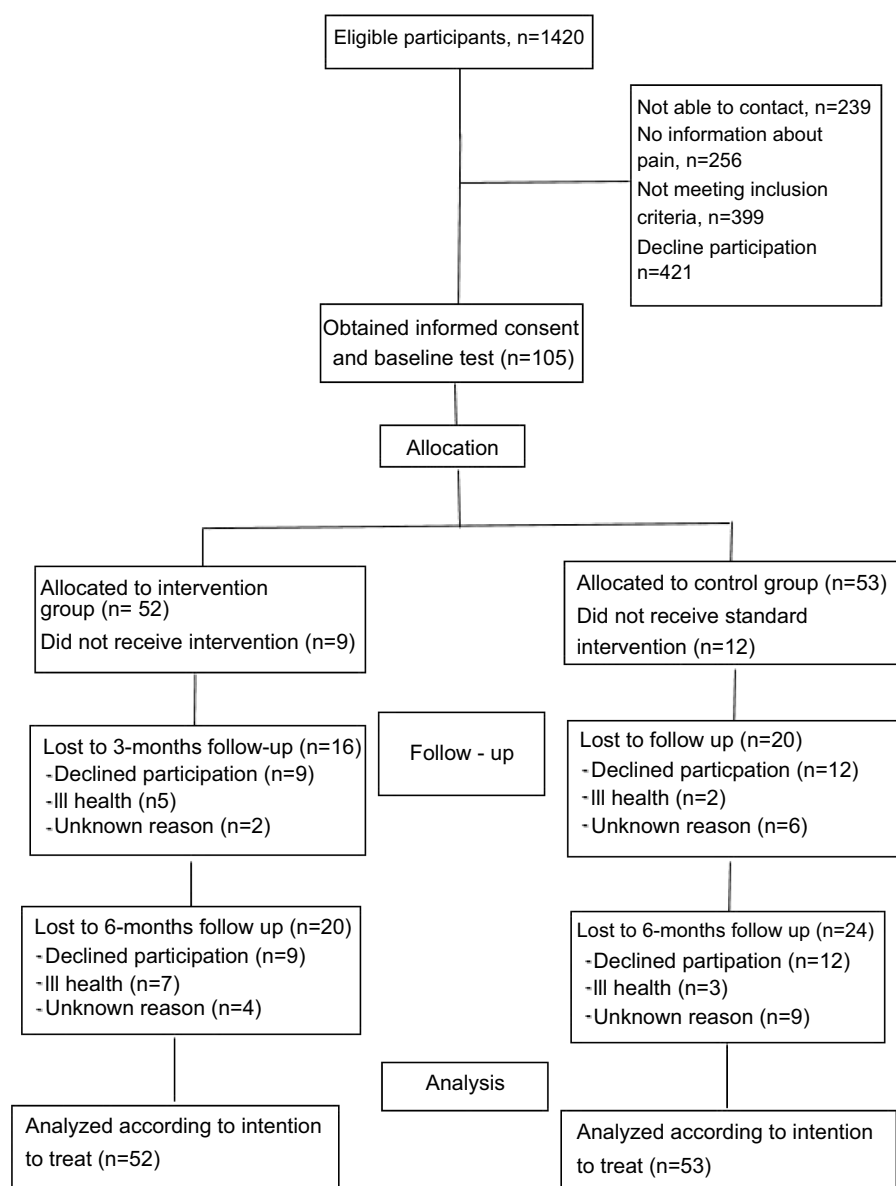 Eligible participants, n=1420
Not able to contact, n=239
No information about
pain, n=256
Not meeting inclusion
criteria, n=399
Decline participation
n=421
Obtained informed consent
and baseline test (n=105)
Allocation
Allocated to intervention
group (n= 52)
Did not receive intervention (n=9)
Allocated to control group (n=53)
Did not receive standard
intervention (n=12)
Lost to 3-months follow-up (n=16)
-Declined participation (n=9)
-Ill health (n5)
-Unknown reason (n=2)
Follow - up
Lost to follow up (n=20)
-Declined particpation (n=12)
-Ill health (n=2)
-Unknown reason (n=6)
Lost to 6-months follow up (n=20)
-Declined participation (n=9)
-Ill health (n=7)
-Unknown reason (n=4)
Lost to 6-months follow up (n=24)
-Declined partipation (n=12)
-Ill health (n=3)
-Unknown reason (n=9)
Analysis
Analyzed according to intention
to treat (n=52)
Analyzed according to intention
to treat (n=53)